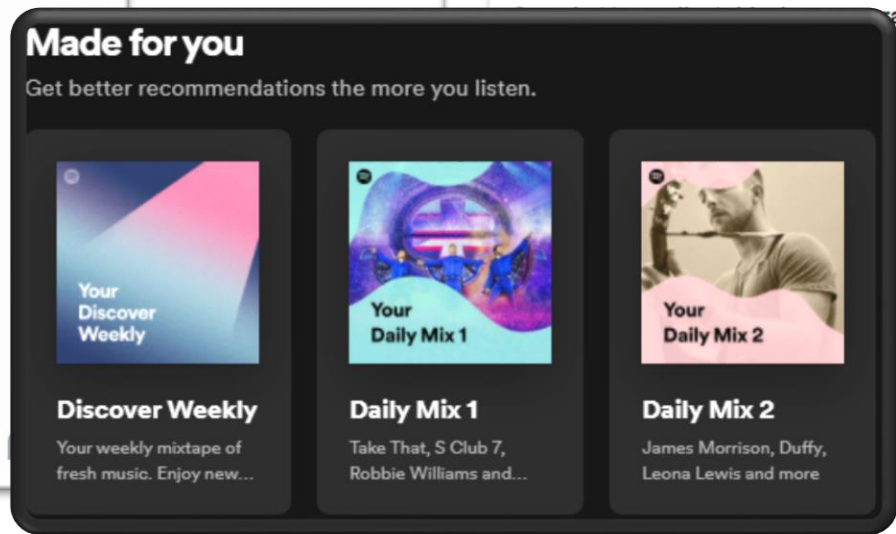 Made for you
Get better recommendations the more you listen.
Your
Discover
Weekly
Discover Weekly
Your weekly mixtape of
fresh music. Enjoy new...
Your
Daily Mix 1
Daily Mix 1
Take That, S Club 7,
Robbie Williams and...
Your
Daily Mix 2
Daily Mix 2
James Morrison, Duffy,
Leona Lewis and more